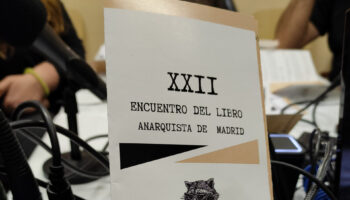 XXII
ENCUENTRO DEL LIBRO
ANARQUISTA DE MADRID